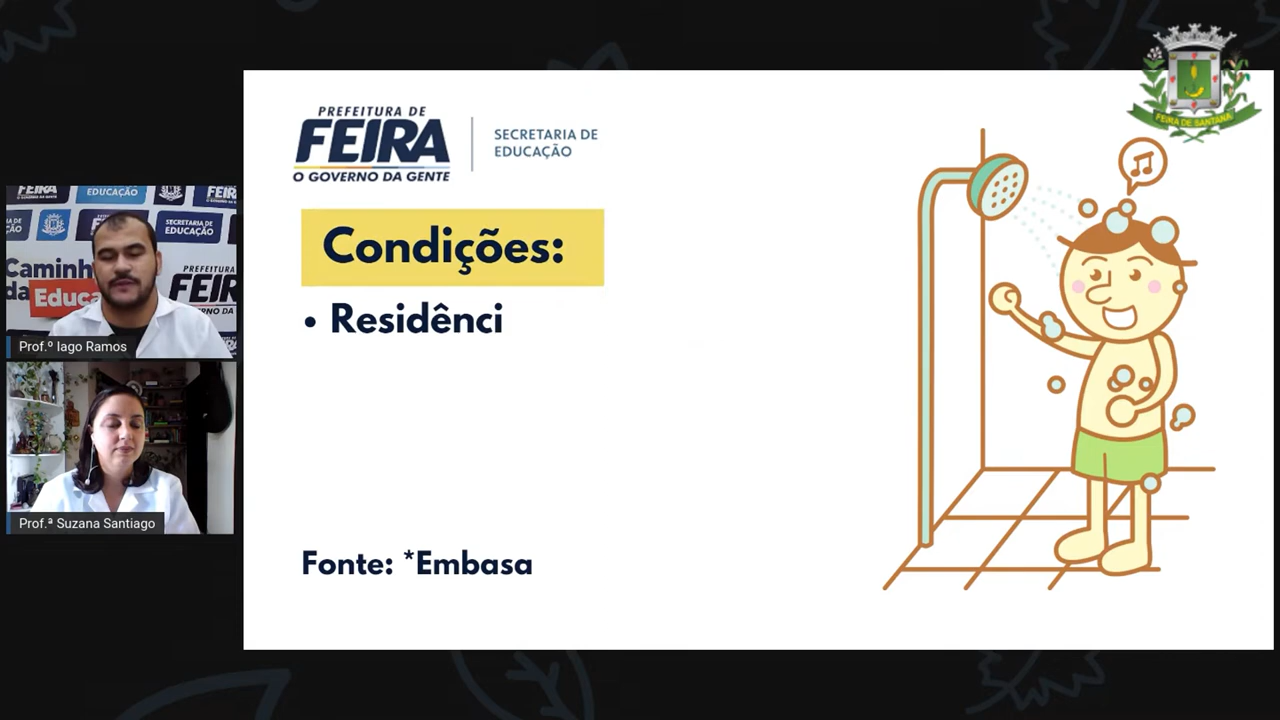 FEIRA DE SANTANA
PREFEITURA DE
FEIRA
O GOVERNO DA GENTE
SECRETARIA DE
EDUCAÇÃO
Condições:
• Residênci
Fonte: *Embasa
FEIRA
EDUCAÇÃO
SECRETARIA DE
EDUCAÇÃO
Caminh
da Educa
PREFEITURA
FEIR
Prof.º Iago Ramos
Prof.ª Suzana Santiago